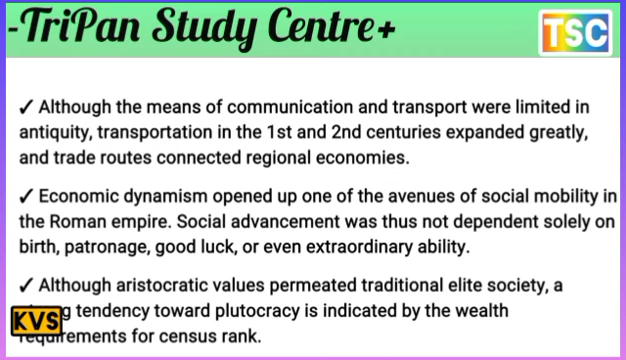 -TriPan Study Centre+
TSC
✓ Although the means of communication and transport were limited in
antiquity, transportation in the 1st and 2nd centuries expanded greatly,
and trade routes connected regional economies.
✓ Economic dynamism opened up one of the avenues of social mobility in
the Roman empire. Social advancement was thus not dependent solely on
birth, patronage, good luck, or even extraordinary ability.
✓ Although aristocratic values permeated traditional elite society, a
tendency toward plutocracy is indicated by the wealth
KVS
requirements for census rank.